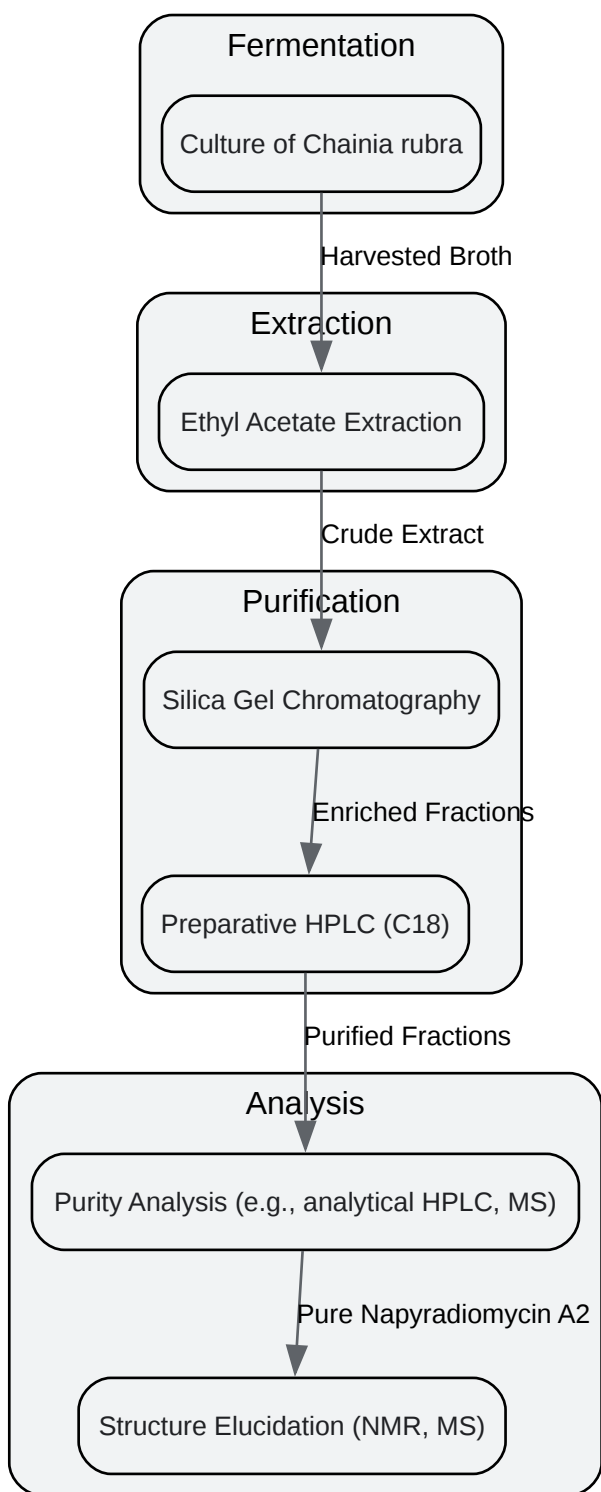 Fermentation
Culture of Chainia rubra
Harvested Broth
Extraction
Ethyl Acetate Extraction
Crude Extract
Purification
Silica Gel Chromatography
Enriched Fractions
Preparative HPLC (C18)
Purified Fractions
Analysis
Purity Analysis (e.g., analytical HPLC, MS)
Pure Napyradiomycin A2
Structure Elucidation (NMR, MS)